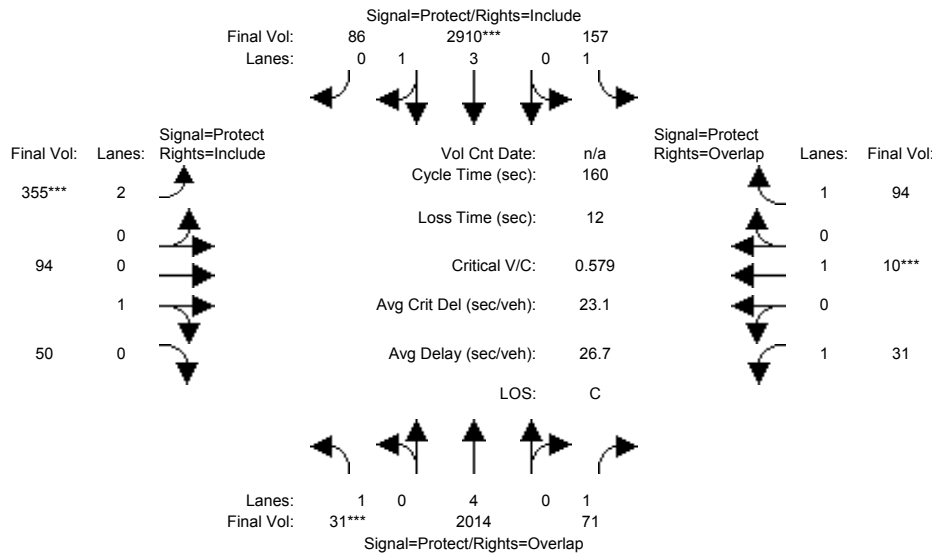 Signal=Protect/Rights=Include
Final Vol: 86 2910*** 157
Lanes: 0 1 3 0 1
Signal=Protect
Final Vol: Lanes: Rights=Include
Vol Cnt Date: n/a
Signal=Protect
Rights=Overlap Lanes: Final Vol:
Cycle Time (sec): 160
355*** 2
1 94
Loss Time (sec): 12
0
0
94 0
Critical V/C: 0.579
1 10***
1
Avg Crit Del (sec/veh): 23.1
0
50 0
Avg Delay (sec/veh): 26.7
1 31
LOS: C
Lanes: 1 0 4 0 1
Final Vol: 31*** 2014 71
Signal=Protect/Rights=Overlap